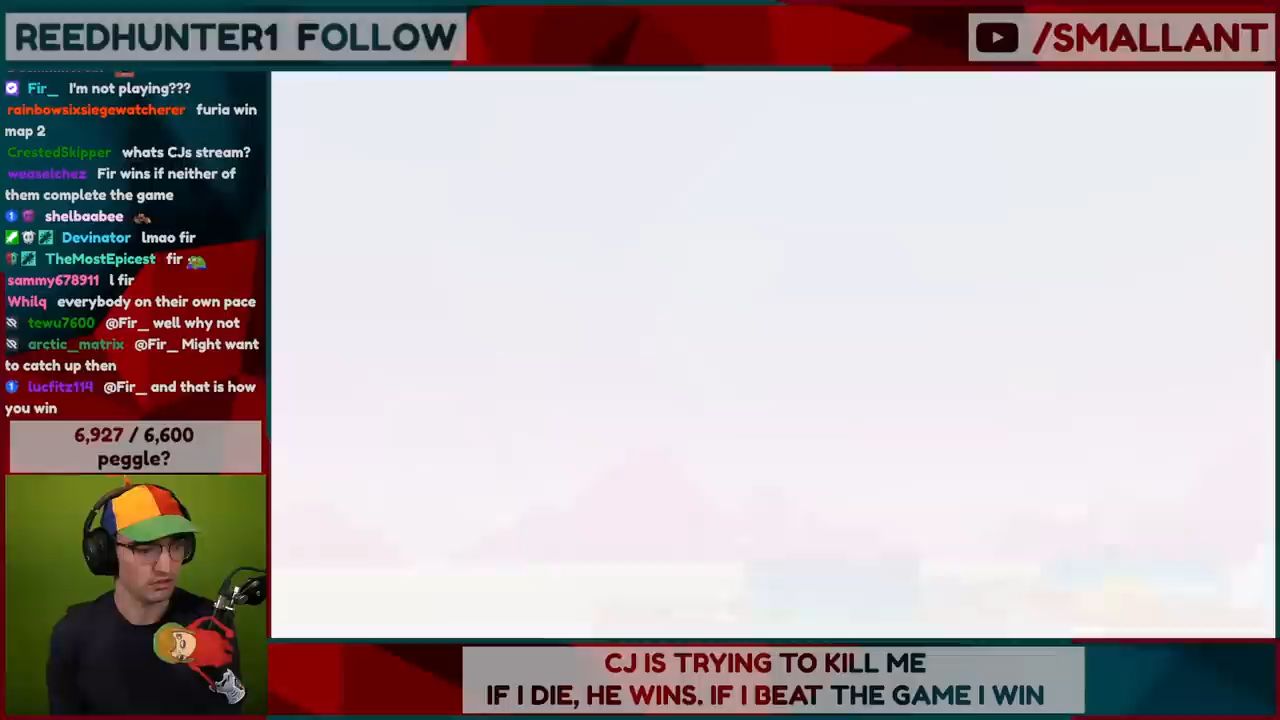 REEDHUNTER1 FOLLOW
/SMALLANT
Fir_ I'm not playing???
rainbowsixsiegewatcherer furia win
map 2
CrestedSkipper whats CJs stream?
weaselchez Fir wins if neither of
them complete the game
shelbaabee
Devinator lmao fir
TheMostEpicest fir
sammy678911 l fir
Whilq everybody on their own pace
tewu7600 @Fir_ well why not
arctic_matrix @Fir_ Might want
to catch up then
lucfitz114 @Fir_ and that is how
you win
6,927 / 6,600
peggle?
CJ IS TRYING TO KILL ME
IF I DIE, HE WINS. IF I BEAT THE GAME I WIN